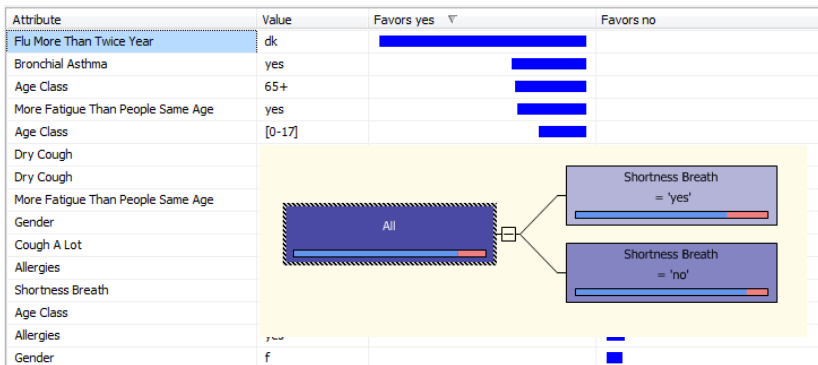 Attribute Value Favors yes Favors no
Flu More Than Twice Year dk
Bronchial Asthma yes
Age Class 65+
More Fatigue Than People Same Age yes
Age Class [0-17]
Dry Cough
Dry Cough
More Fatigue Than People Same Age
Gender
Cough A Lot
Allergies
Shortness Breath
Age Class
Allergies yes
Gender f
All
Shortness Breath
= 'yes'
Shortness Breath
= 'no'